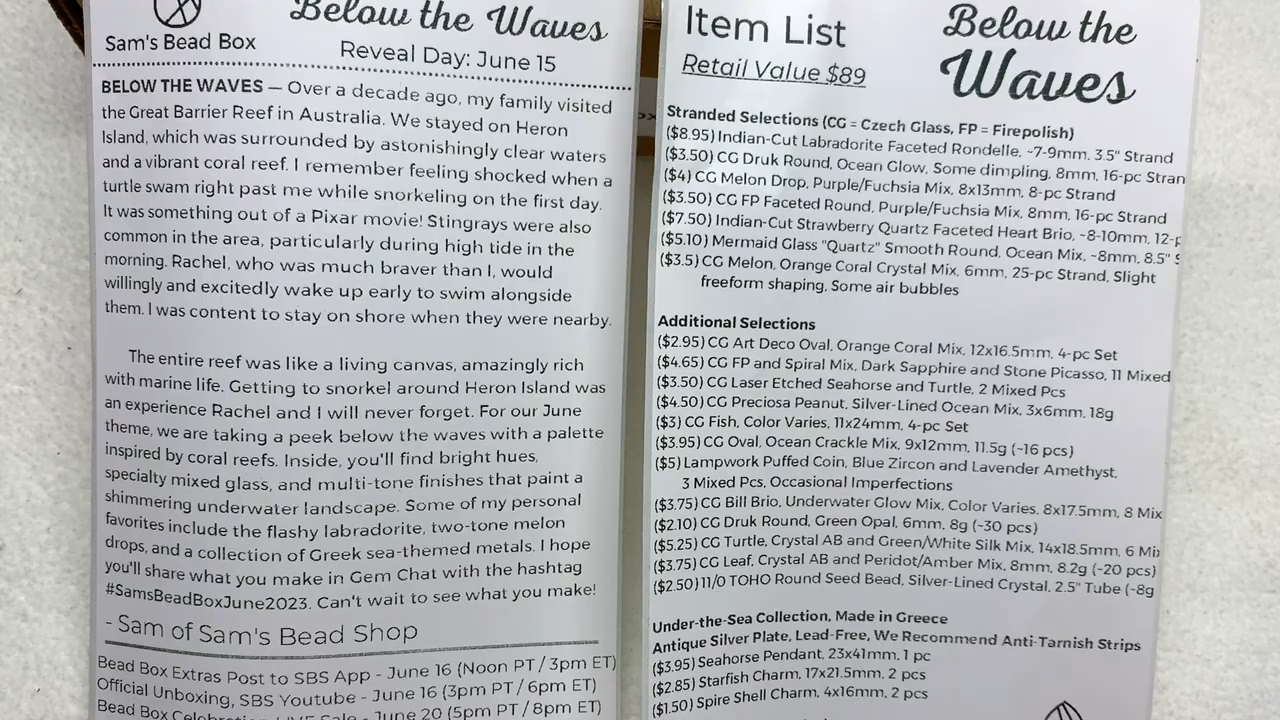 Below the Waves
Sam's Bead Box
Reveal Day: June 15
BELOW THE WAVES — Over a decade ago, my family visited
the Great Barrier Reef in Australia. We stayed on Heron
Island, which was surrounded by astonishingly clear waters
and a vibrant coral reef. I remember feeling shocked when a
turtle swam right past me while snorkeling on the first day.
It was something out of a Pixar movie! Stingrays were also
common in the area, particularly during high tide in the
morning. Rachel, who was much braver than I, would
willingly and excitedly wake up early to swim alongside
them. I was content to stay on shore when they were nearby.
The entire reef was like a living canvas, amazingly rich
with marine life. Getting to snorkel around Heron Island was
an experience Rachel and I will never forget. For our June
theme, we are taking a peek below the waves with a palette
inspired by coral reefs. Inside, you'll find bright hues,
specialty mixed glass, and multi-tone finishes that paint a
shimmering underwater landscape. Some of my personal
favorites include the flashy labradorite, two-tone melon
drops, and a collection of Greek sea-themed metals. I hope
you'll share what you make in Gem Chat with the hashtag
#SamsBeadBoxJune2023. Can't wait to see what you make!
- Sam of Sam's Bead Shop
Bead Box Extras Post to SBS App - June 16 (Noon PT / 3pm ET)
Official Unboxing, SBS Youtube - June 16 (3pm PT / 6pm ET)
Bead Box Celebration LIVE Sale - June 20 (5pm PT / 8pm ET)
Item List
Retail Value $89
Below the
Waves
Stranded Selections (CG = Czech Glass, FP = Firepolish)
($8.95) Indian-Cut Labradorite Faceted Rondelle, ~7-9mm, 3.5" Strand
($3.50) CG Druk Round, Ocean Glow, Some dimpling, 8mm, 16-pc Stran
($4) CG Melon Drop, Purple/Fuchsia Mix, 8x13mm, 8-pc Strand
($3.50) CG FP Faceted Round, Purple/Fuchsia Mix, 8mm, 16-pc Strand
($7.50) Indian-Cut Strawberry Quartz Faceted Heart Brio, ~8-10mm, 12-p
($5.10) Mermaid Glass "Quartz" Smooth Round, Ocean Mix, ~8mm, 8.5" S
($3.5) CG Melon, Orange Coral Crystal Mix, 6mm, 25-pc Strand, Slight
freeform shaping, Some air bubbles
Additional Selections
($2.95) CG Art Deco Oval, Orange Coral Mix, 12x16.5mm, 4-pc Set
($4.65) CG FP and Spiral Mix, Dark Sapphire and Stone Picasso, 11 Mixed
($3.50) CG Laser Etched Seahorse and Turtle, 2 Mixed Pcs
($4.50) CG Preciosa Peanut, Silver-Lined Ocean Mix, 3x6mm, 18g
($3) CG Fish, Color Varies, 11x24mm, 4-pc Set
($3.95) CG Oval, Ocean Crackle Mix, 9x12mm, 11.5g (~16 pcs)
($5) Lampwork Puffed Coin, Blue Zircon and Lavender Amethyst,
3 Mixed Pcs, Occasional Imperfections
($3.75) CG Bill Brio, Underwater Glow Mix, Color Varies, 8x17.5mm, 8 Mix
($2.10) CG Druk Round, Green Opal, 6mm, 8g (~30 pcs)
($5.25) CG Turtle, Crystal AB and Green/White Silk Mix, 14x18.5mm, 6 Mi
($3.75) CG Leaf, Crystal AB and Peridot/Amber Mix, 8mm, 8.2g (~20 pcs)
($2.50) 11/0 TOHO Round Seed Bead, Silver-Lined Crystal, 2.5" Tube (~8g
Under-the-Sea Collection, Made in Greece
Antique Silver Plate, Lead-Free, We Recommend Anti-Tarnish Strips
($3.95) Seahorse Pendant, 23x41mm, 1 pc
($2.85) Starfish Charm, 17x21.5mm, 2 pcs
($1.50) Spire Shell Charm, 4x16mm, 2 pcs